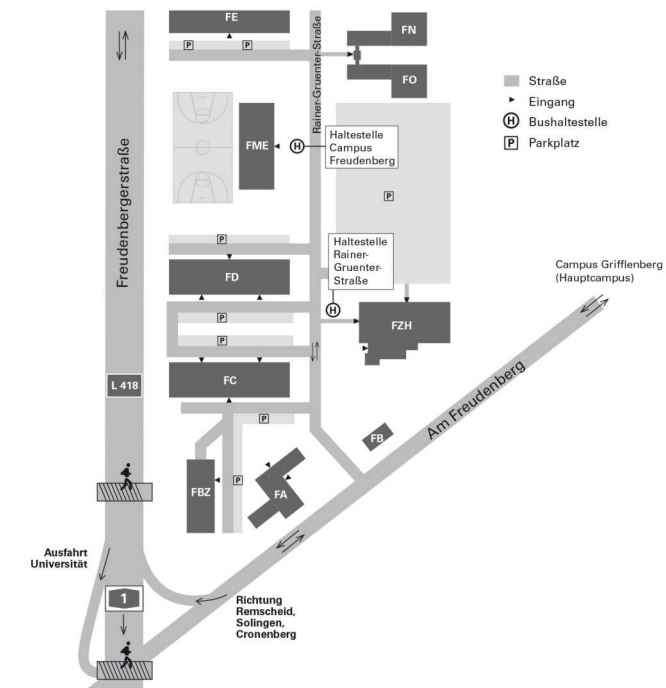 FE
FN
P
P
FO
Rainer-Gruenter-Straße
Straße
Eingang
H Bushaltestelle
P Parkplatz
Freudenbergerstraße
FME
H
Haltestelle
Campus
Freudenberg
P
P
FD
Haltestelle
Rainer-
Gruenter-
Straße
H
Campus Grifflenberg
(Hauptcampus)
P
P
FZH
L 418
FC
Am Freudenberg
P
FB
FBZ
P
FA
Ausfahrt
Universität
1
Richtung
Remscheid,
Solingen,
Cronenberg